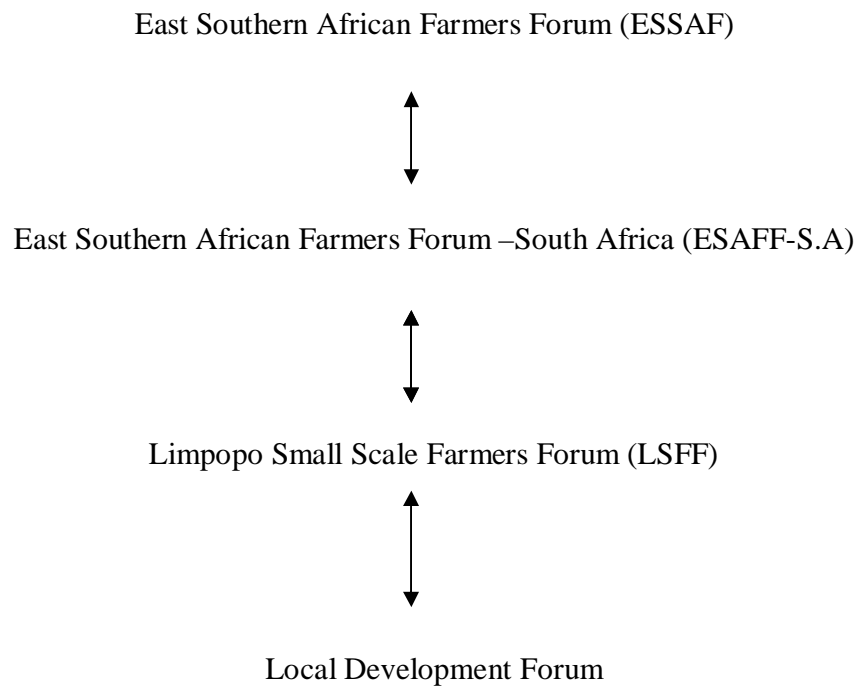 East Southern African Farmers Forum (ESSAF)
East Southern African Farmers Forum –South Africa (ESAFF-S.A)
Limpopo Small Scale Farmers Forum (LSFF)
Local Development Forum